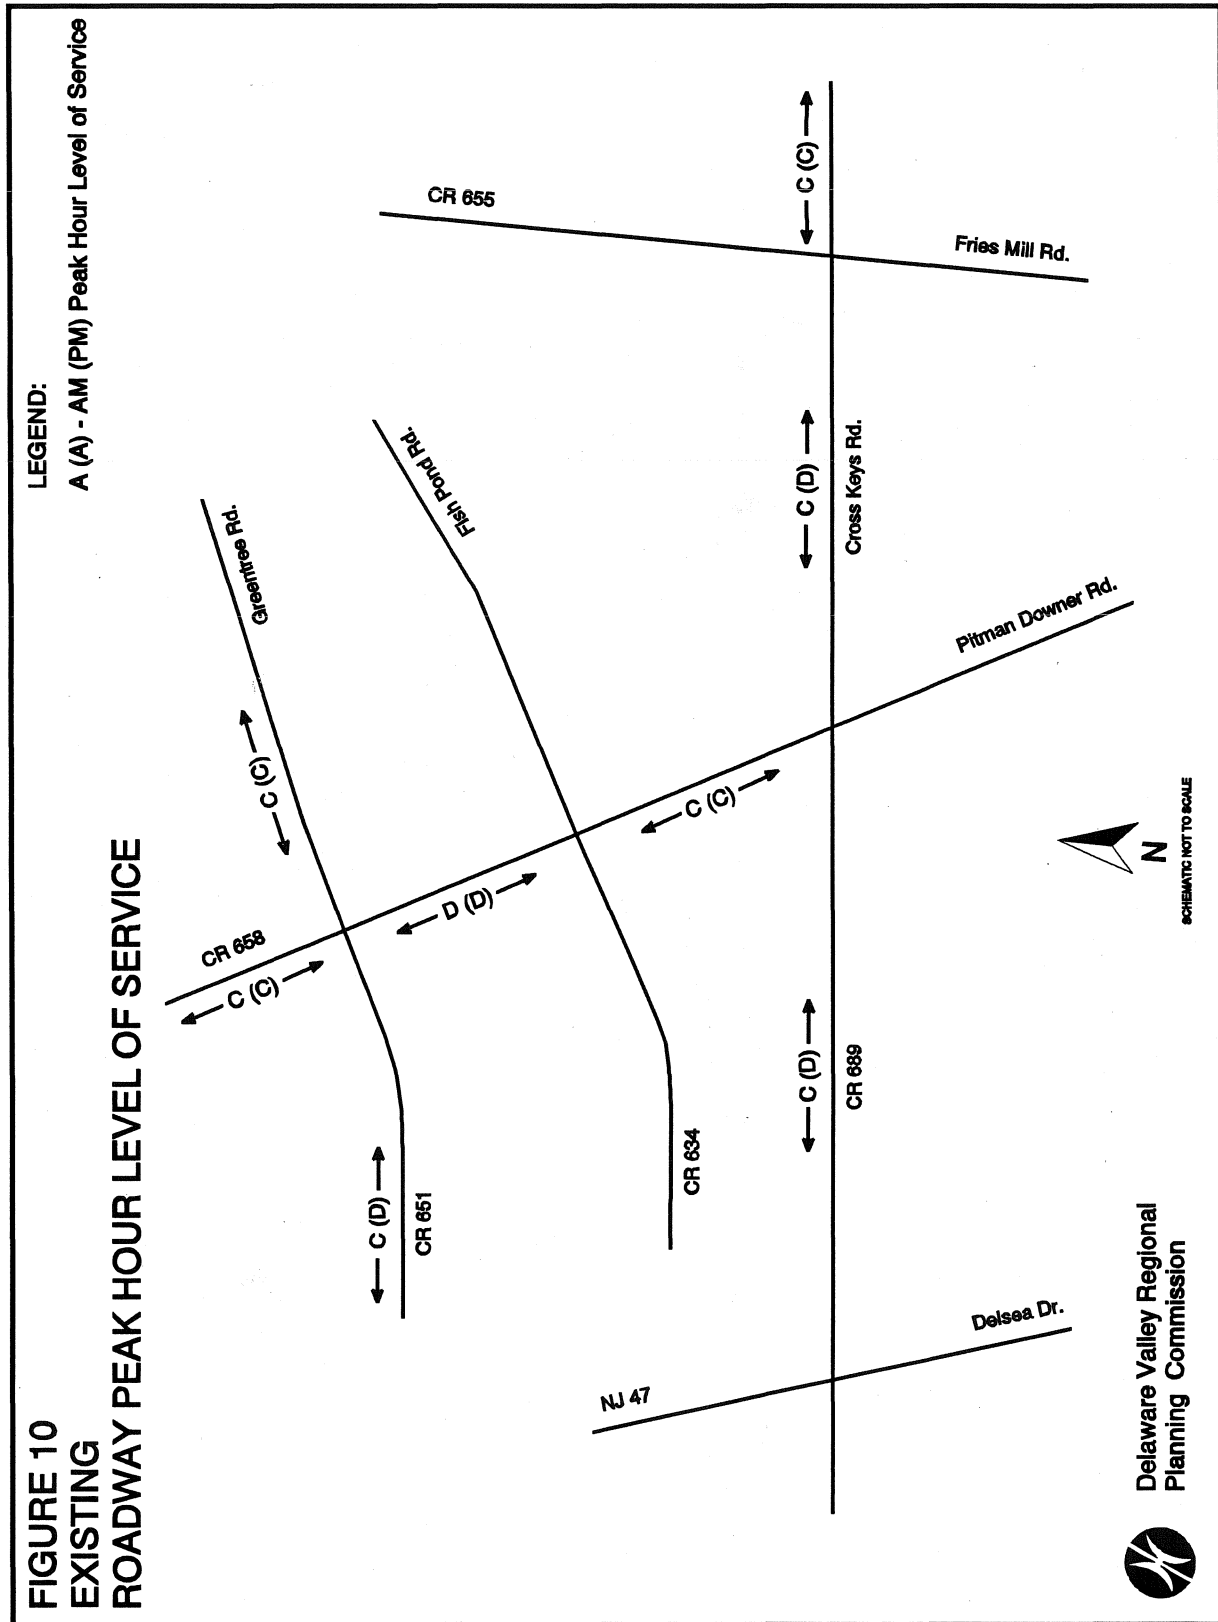 FIGURE 10
EXISTING
ROADWAY PEAK HOUR LEVEL OF SERVICE
LEGEND:
A (A) - AM (PM) Peak Hour Level of Service
CR 658
C (C)
Greentree Rd.
C (C)
C (D)
CR 651
D (D)
Fish Pond Rd.
CR 655
CR 634
C (C)
NJ 47
C (D)
CR 689
C (D)
Cross Keys Rd.
C (C)
Delsea Dr.
Pitman Downer Rd.
Fries Mill Rd.
N
SCHEMATIC NOT TO SCALE
Delaware Valley Regional
Planning Commission